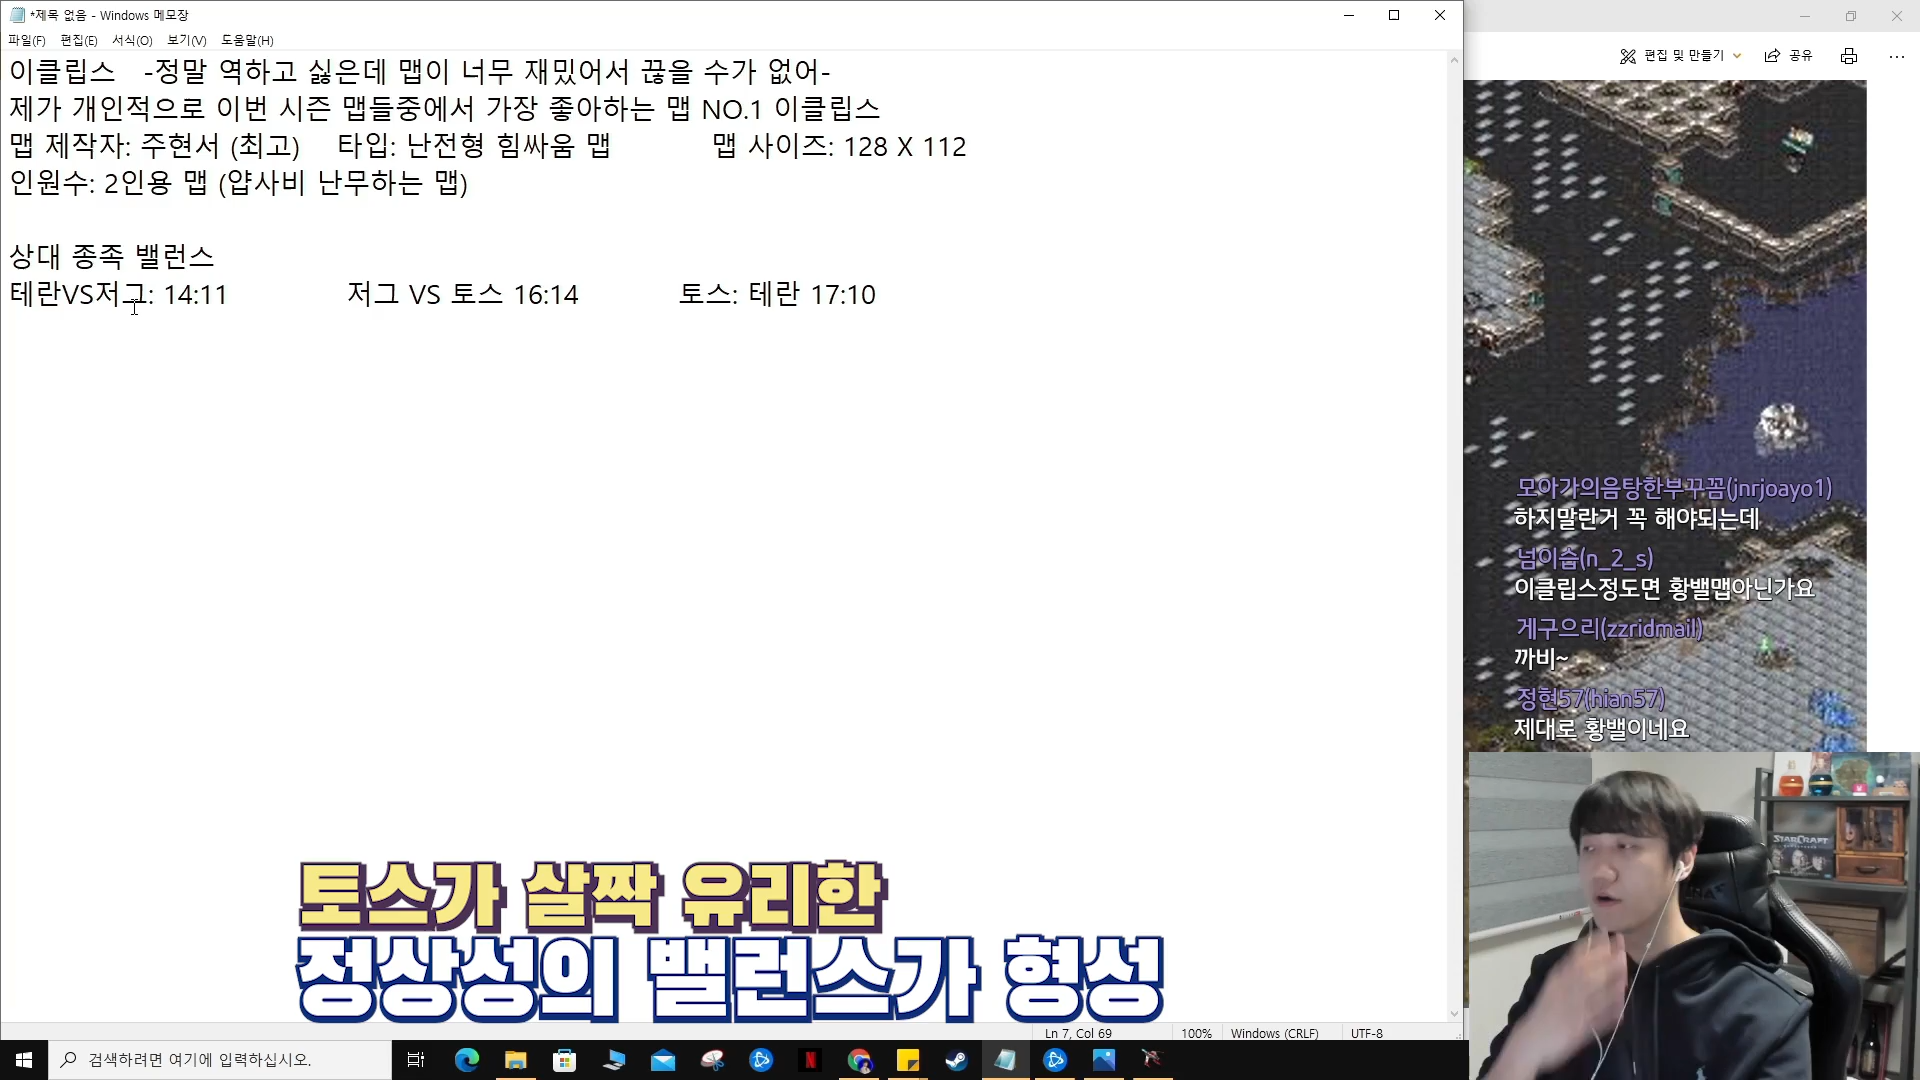 *제목 없음 - Windows 메모장
파일(F) 편집(E) 서식(O) 보기(V) 도움말(H)
이클립스 -정말 역하고 싫은데 맵이 너무 재밌어서 끊을 수가 없어-
제가 개인적으로 이번 시즌 맵들중에서 가장 좋아하는 맵 NO.1 이클립스
맵 제작자: 주현서 (최고) 타입: 난전형 힘싸움 맵 맵 사이즈: 128 X 112
인원수: 2인용 맵 (얍사비 난무하는 맵)
상대 종족 밸런스
테란VS저그: 14:11 저그 VS 토스 16:14 토스: 테란 17:10
편집 및 만들기 공유
모아가의음탕한부꾸꼼(jnrjoayo1)
하지말란거 꼭 해야되는데
넘이슴(n_2_s)
이클립스정도면 황밸맵아닌가요
게구으리(zzridmail)
까비~
정현57(hian57)
제대로 황밸이네요
STARCRAFT
토스가 살짝 유리한
정상성의 밸런스가 형성
Ln 7, Col 69 100% Windows (CRLF) UTF-8
검색하려면 여기에 입력하십시오.